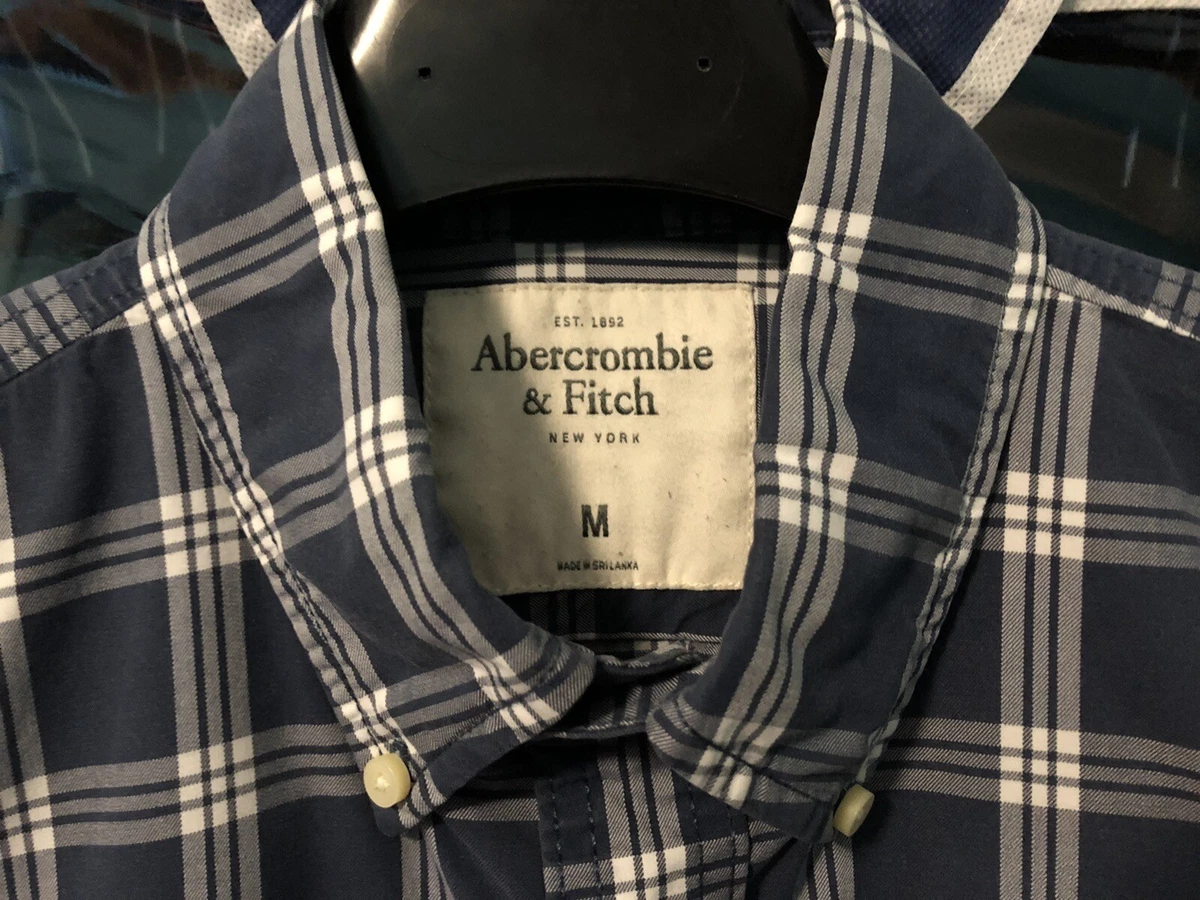 EST. 1892
Abercrombie
& Fitch
NEW YORK
M
MADE IN SRI LANKA